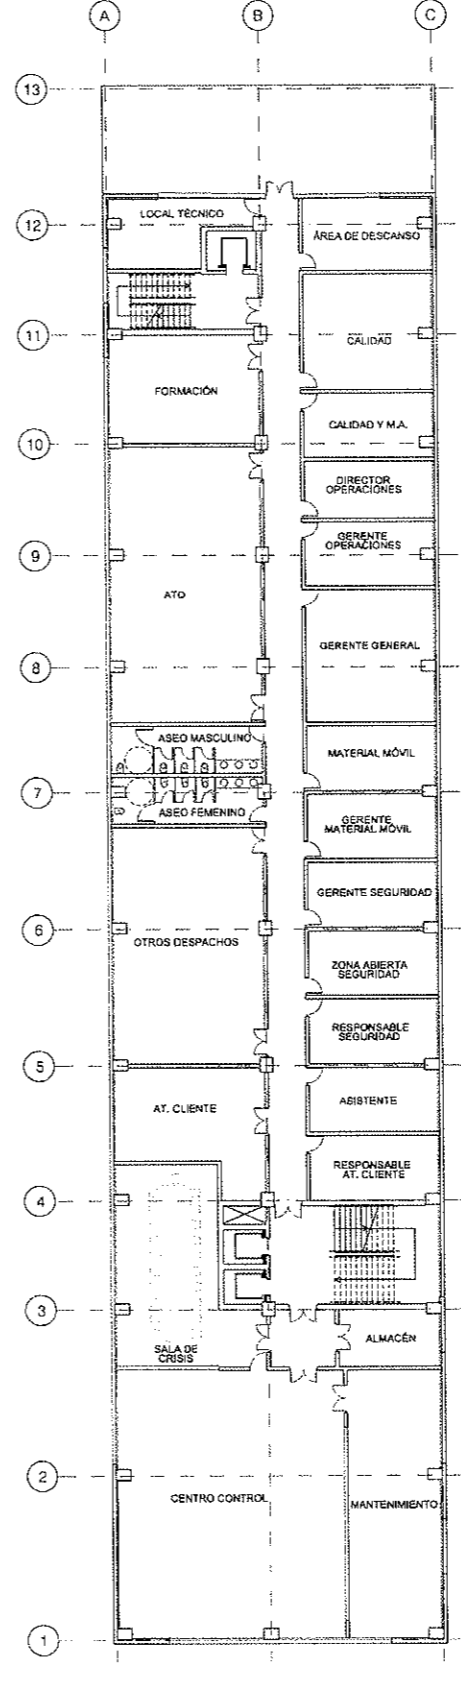 A B C
13
12
LOCAL TÉCNICO
ÁREA DE DESCANSO
11
CALIDAD
FORMACIÓN
10
CALIDAD Y M.A.
DIRECTOR
OPERACIONES
9
GERENTE
OPERACIONES
ATO
8
GERENTE GENERAL
ASEO MASCULINO
MATERIAL MÓVIL
7
ASEO FEMENINO
GERENTE
MATERIAL MÓVIL
GERENTE SEGURIDAD
6
OTROS DESPACHOS
ZONA ABIERTA
SEGURIDAD
RESPONSABLE
SEGURIDAD
5
AT. CLIENTE
ASISTENTE
RESPONSABLE
AT. CLIENTE
4
3
ALMACÉN
SALA DE
CRISIS
2
CENTRO CONTROL
MANTENIMIENTO
1